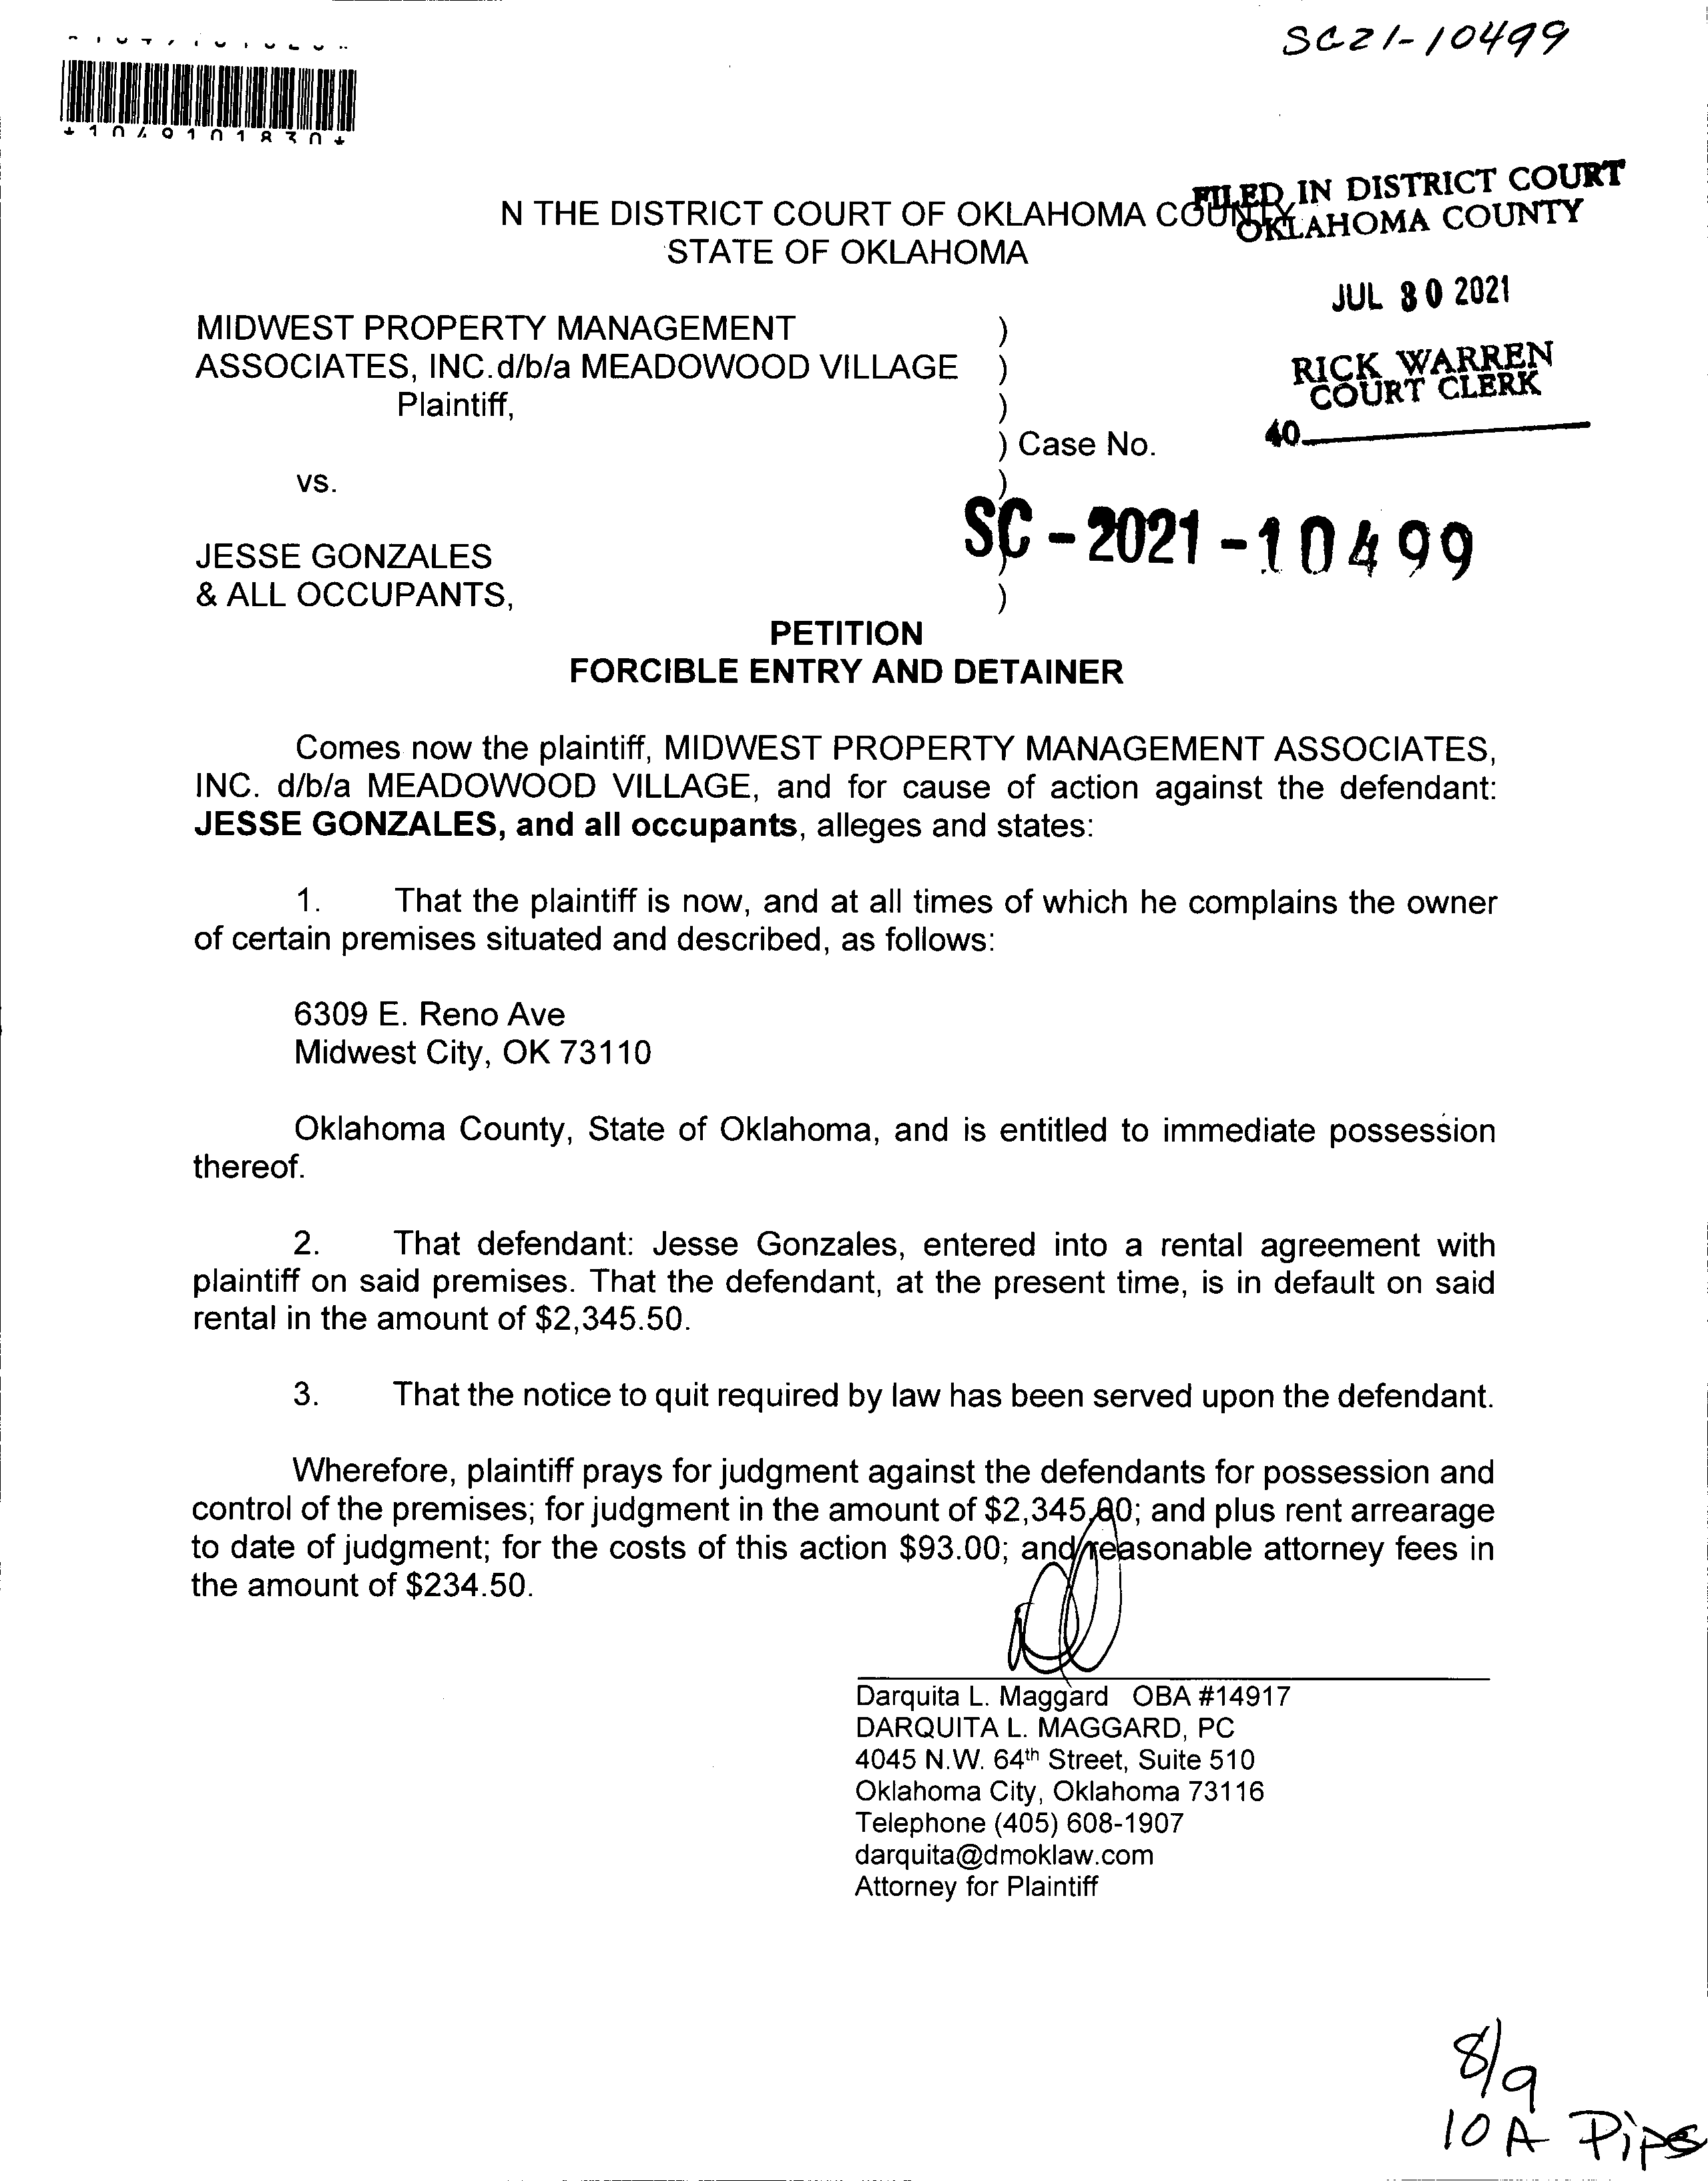 SC21-10499
*1049101830*
FILED IN DISTRICT COURT
OKLAHOMA COUNTY
N THE DISTRICT COURT OF OKLAHOMA COUNTY
STATE OF OKLAHOMA
JUL 30 2021
RICK WARREN
COURT CLERK
40
MIDWEST PROPERTY MANAGEMENT )
ASSOCIATES, INC.d/b/a MEADOWOOD VILLAGE )
Plaintiff, )
) Case No.
vs. )
SC-2021-10499
JESSE GONZALES )
& ALL OCCUPANTS, )
PETITION
FORCIBLE ENTRY AND DETAINER
Comes now the plaintiff, MIDWEST PROPERTY MANAGEMENT ASSOCIATES,
INC. d/b/a MEADOWOOD VILLAGE, and for cause of action against the defendant:
JESSE GONZALES, and all occupants, alleges and states:
1. That the plaintiff is now, and at all times of which he complains the owner
of certain premises situated and described, as follows:
6309 E. Reno Ave
Midwest City, OK 73110
Oklahoma County, State of Oklahoma, and is entitled to immediate possession
thereof.
2. That defendant: Jesse Gonzales, entered into a rental agreement with
plaintiff on said premises. That the defendant, at the present time, is in default on said
rental in the amount of $2,345.50.
3. That the notice to quit required by law has been served upon the defendant.
Wherefore, plaintiff prays for judgment against the defendants for possession and
control of the premises; for judgment in the amount of ; and plus rent arrearage
to date of judgment; for the costs of this action $93.00; and reasonable attorney fees in
the amount of $234.50.
Darquita L. Maggard OBA #14917
DARQUITA L. MAGGARD, PC
4045 N.W. 64th Street, Suite 510
Oklahoma City, Oklahoma 73116
Telephone (405) 608-1907
darquita@dmoklaw.com
Attorney for Plaintiff
8/9
10 A Pipes